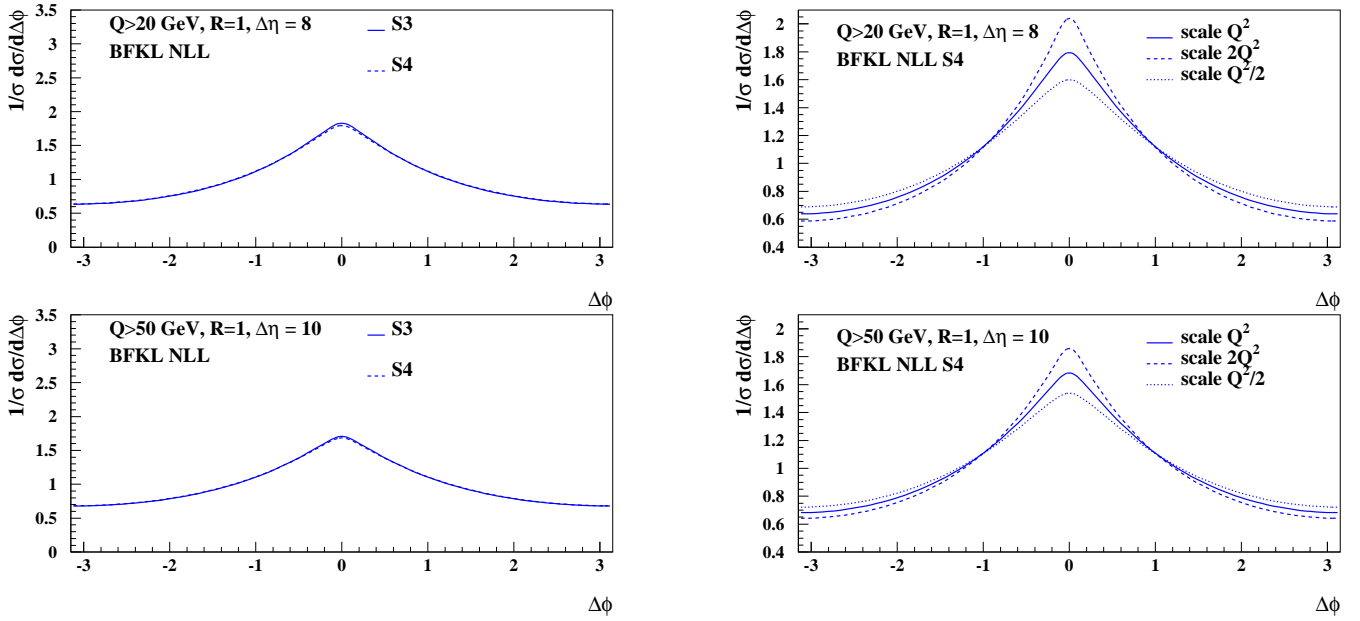 1/σ dσ/dΔϕ
Q>20 GeV, R=1, Δη = 8
BFKL NLL
S3
S4
3.5
3
2.5
2
1.5
1
0.5
0
-3 -2 -1 0 1 2 3
Δϕ
1/σ dσ/dΔϕ
Q>20 GeV, R=1, Δη = 8
BFKL NLL S4
scale Q²
scale 2Q²
scale Q²/2
2
1.8
1.6
1.4
1.2
1
0.8
0.6
0.4
-3 -2 -1 0 1 2 3
Δϕ
1/σ dσ/dΔϕ
Q>50 GeV, R=1, Δη = 10
BFKL NLL
S3
S4
3.5
3
2.5
2
1.5
1
0.5
0
-3 -2 -1 0 1 2 3
Δϕ
1/σ dσ/dΔϕ
Q>50 GeV, R=1, Δη = 10
BFKL NLL S4
scale Q²
scale 2Q²
scale Q²/2
2
1.8
1.6
1.4
1.2
1
0.8
0.6
0.4
-3 -2 -1 0 1 2 3
Δϕ